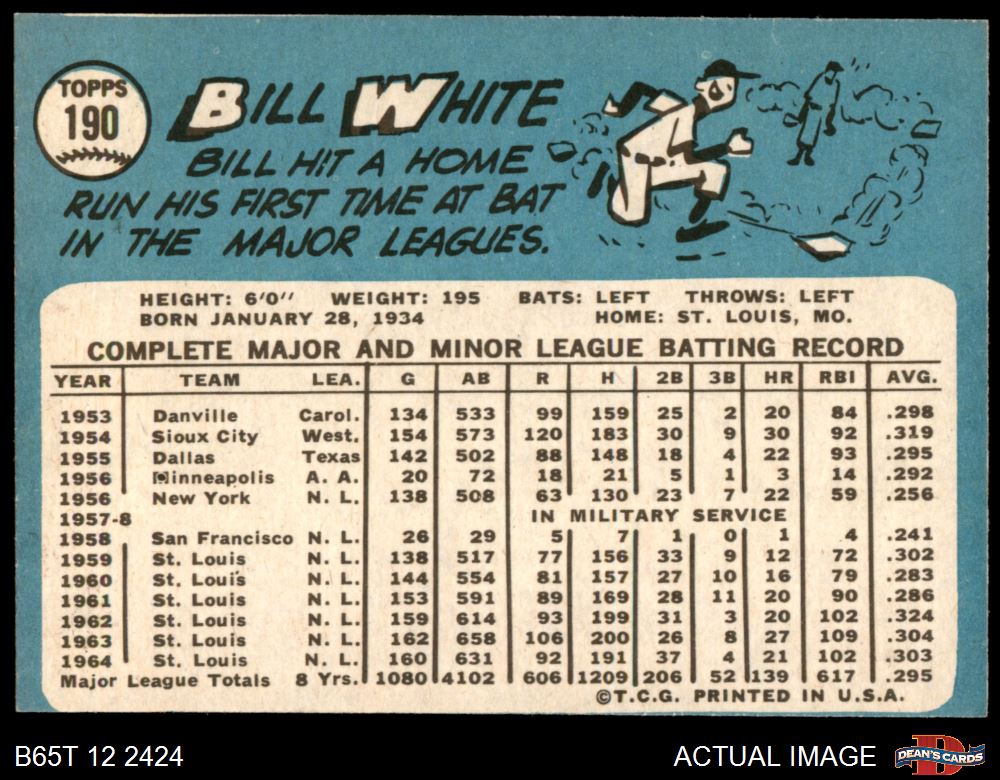 TOPPS
190
BILL WHITE
BILL HIT A HOME
RUN HIS FIRST TIME AT BAT
IN THE MAJOR LEAGUES.
HEIGHT: 6'0" WEIGHT: 195 BATS: LEFT THROWS: LEFT
BORN JANUARY 28, 1934 HOME: ST. LOUIS, MO.
COMPLETE MAJOR AND MINOR LEAGUE BATTING RECORD
YEAR TEAM LEA. G AB R H 2B 3B HR RBI AVG.
1953 Danville Carol. 134 533 99 159 25 2 20 84 .298
1954 Sioux City West. 154 573 120 183 30 9 30 92 .319
1955 Dallas Texas 142 502 88 148 18 4 22 93 .295
1956 Minneapolis A. A. 20 72 18 21 5 1 3 14 .292
1956 New York N. L. 138 508 63 130 23 7 22 59 .256
1957-8 IN MILITARY SERVICE
1958 San Francisco N. L. 26 29 5 7 1 0 1 4 .241
1959 St. Louis N. L. 138 517 77 156 33 9 12 72 .302
1960 St. Louis N. L. 144 554 81 157 27 10 16 79 .283
1961 St. Louis N. L. 153 591 89 169 28 11 20 90 .286
1962 St. Louis N. L. 159 614 93 199 31 3 20 102 .324
1963 St. Louis N. L. 162 658 106 200 26 8 27 109 .304
1964 St. Louis N. L. 160 631 92 191 37 4 21 102 .303
Major League Totals 8 Yrs. 1080 4102 606 1209 206 52 139 617 .295
©T.C.G. PRINTED IN U.S.A.
B65T 12 2424 ACTUAL IMAGE DEAN'S CARDS